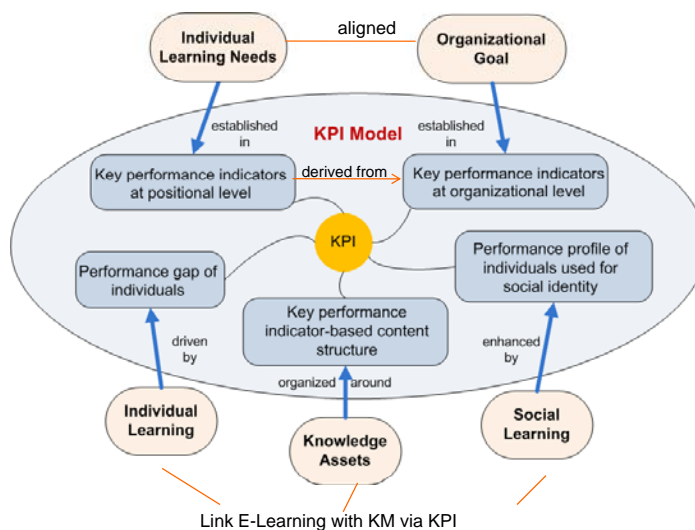 Individual
Learning Needs
aligned
Organizational
Goal
established
in
KPI Model
established
in
Key performance indicators
at positional level
derived from
Key performance indicators
at organizational level
KPI
Performance gap of
individuals
Performance profile of
individuals used for
social identity
Key performance
indicator-based content
structure
driven
by
organized around
enhanced
by
Individual
Learning
Knowledge
Assets
Social
Learning
Link E-Learning with KM via KPI